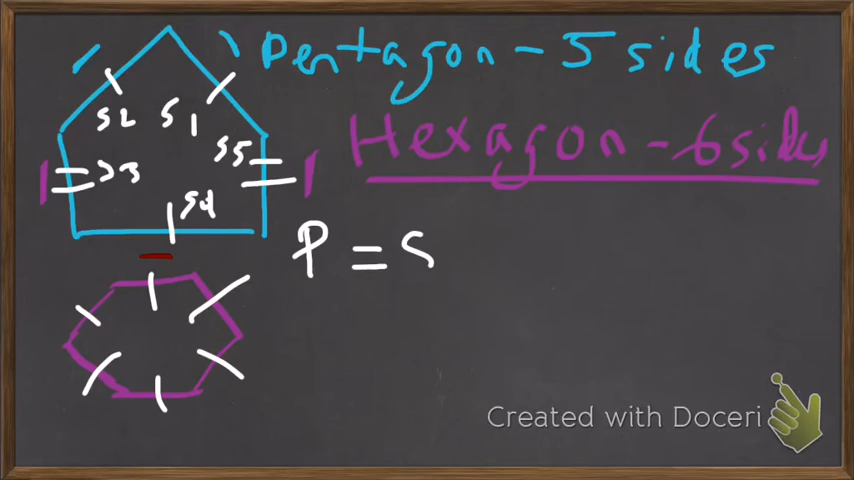 Pentagon - 5 sides
Hexagon - 6 sides
S2 S1
S5
S3
S4
P = S
Created with Doceri